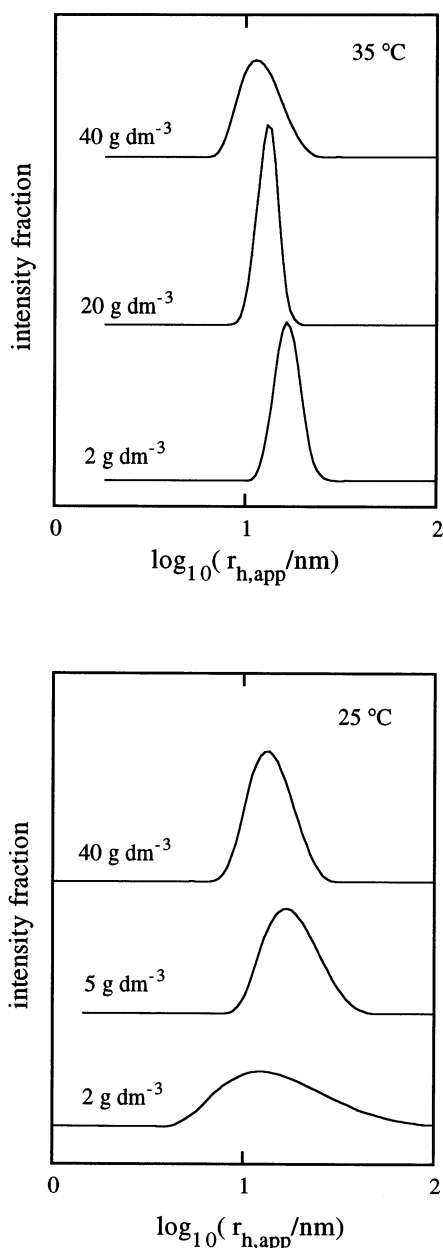 35 °C
40 g dm⁻³
20 g dm⁻³
2 g dm⁻³
intensity fraction
0 1 2
log₁₀( rₕ,ₐₚₚ/nm)
25 °C
40 g dm⁻³
5 g dm⁻³
2 g dm⁻³
intensity fraction
0 1 2
log₁₀( rₕ,ₐₚₚ/nm)